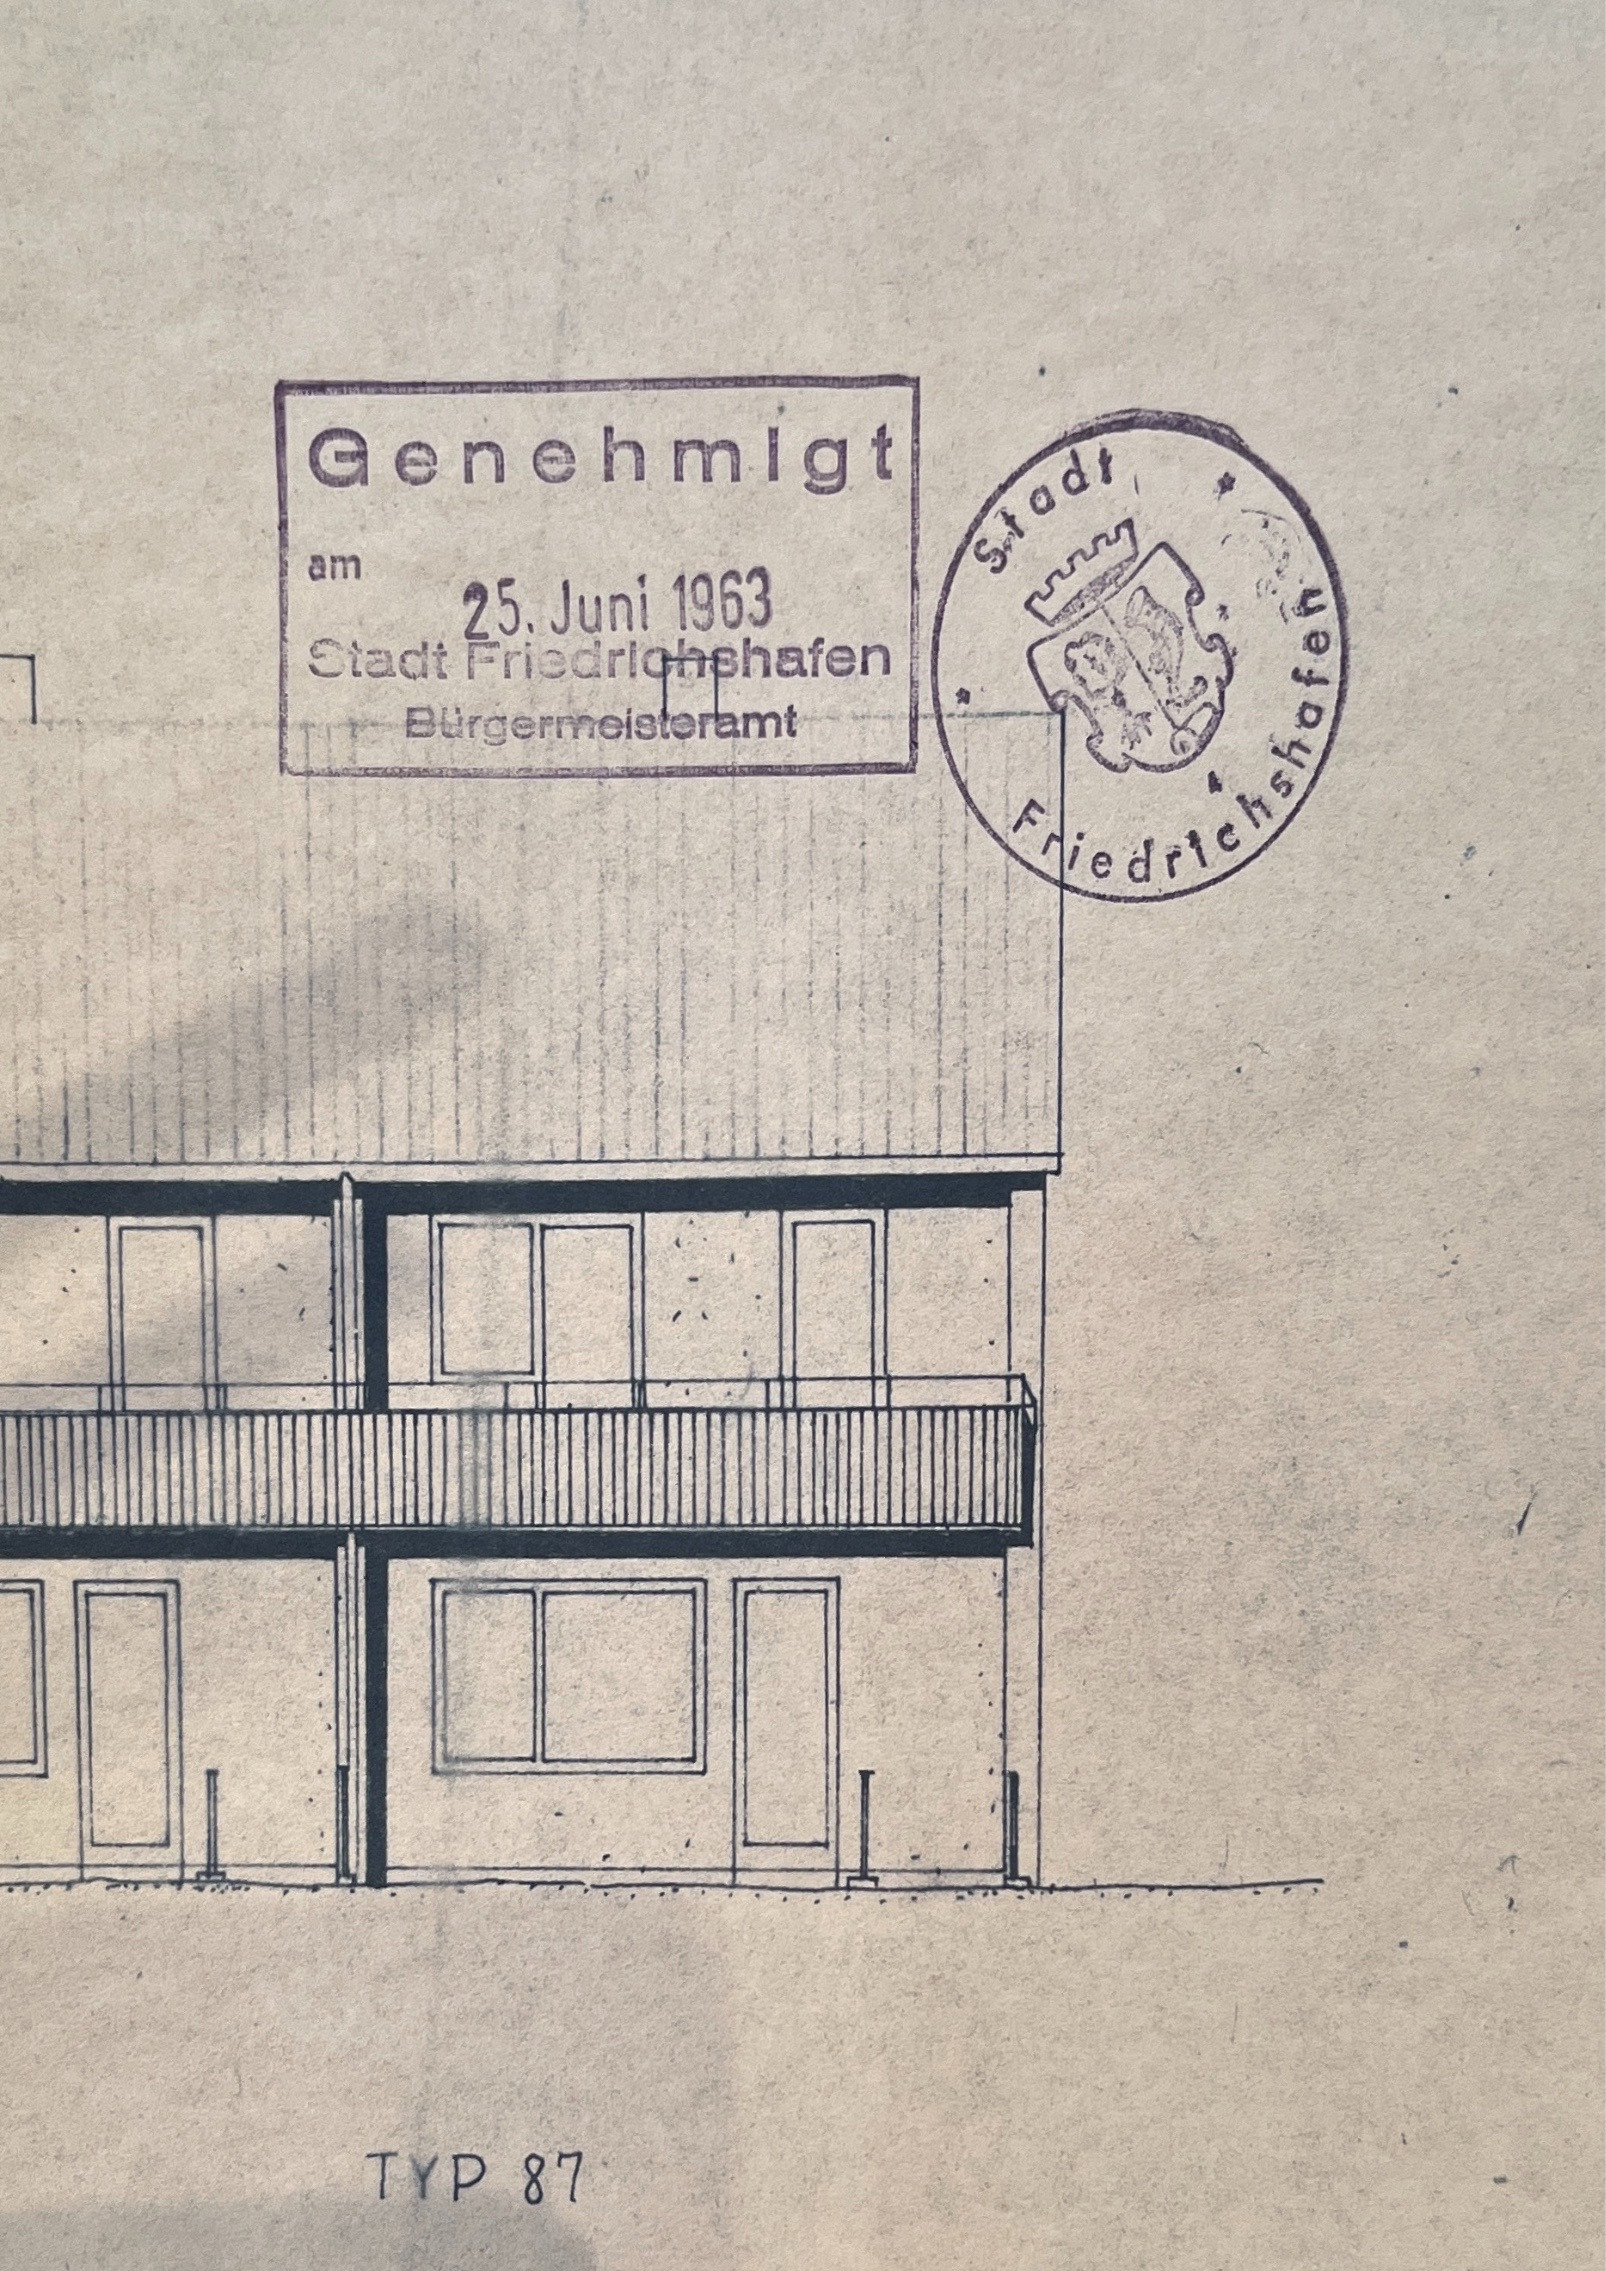 Genehmigt
am
25. Juni 1963
Stadt Friedrichshafen
Bürgermeisteramt
Stadt
Friedrichshafen
TYP 87